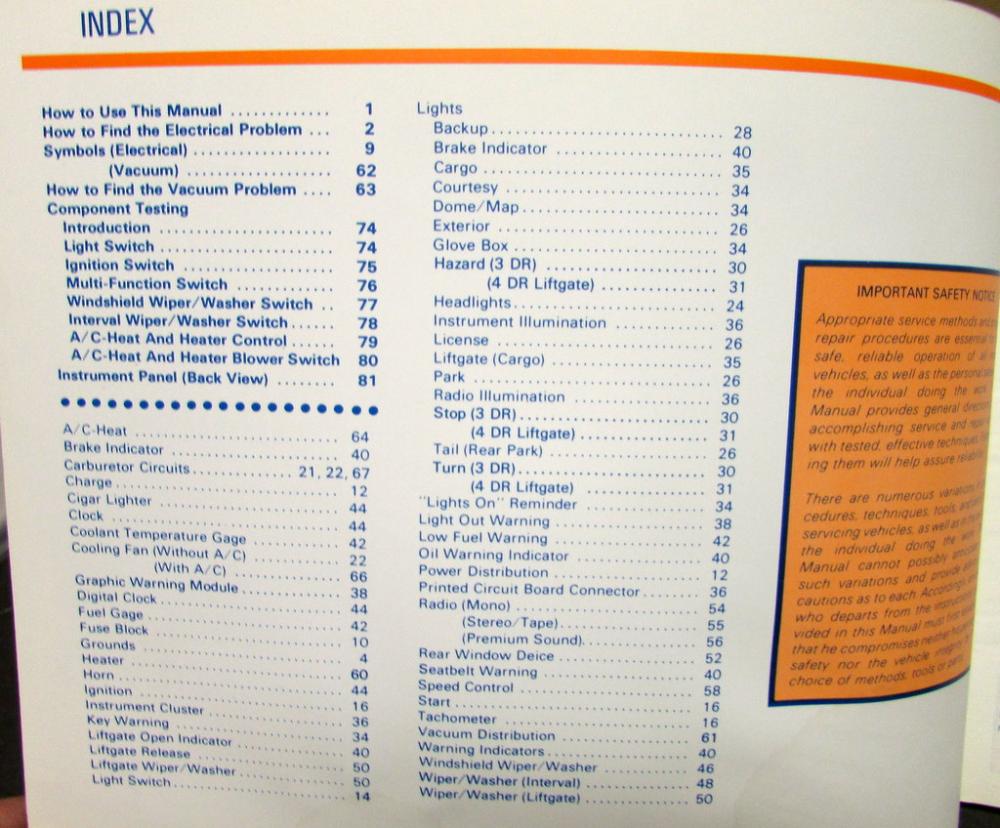 INDEX
How to Use This Manual ............. 1
How to Find the Electrical Problem ... 2
Symbols (Electrical) .................. 9
(Vacuum) ................... 62
How to Find the Vacuum Problem .... 63
Component Testing
Introduction ........................ 74
Light Switch ........................ 74
Ignition Switch ..................... 75
Multi-Function Switch ............. 76
Windshield Wiper/Washer Switch .. 77
Interval Wiper/Washer Switch...... 78
A/C-Heat And Heater Control ...... 79
A/C-Heat And Heater Blower Switch 80
Instrument Panel (Back View) ........ 81
A/C-Heat ........................... 64
Brake Indicator ...................... 40
Carburetor Circuits............... 21, 22, 67
Charge .............................. 12
Cigar Lighter ........................ 44
Clock ............................... 44
Coolant Temperature Gage ........... 42
Cooling Fan (Without A/C) ........... 22
(With A/C) ............... 66
Graphic Warning Module............. 38
Digital Clock ........................ 44
Fuel Gage ........................... 42
Fuse Block .......................... 10
Grounds ............................ 4
Heater .............................. 60
Horn ................................ 44
Ignition ............................. 16
Instrument Cluster ................... 36
Key Warning ......................... 34
Liftgate Open Indicator ............... 40
Liftgate Release ...................... 50
Liftgate Wiper/Washer................ 50
Light Switch.......................... 14
Lights
Backup............................. 28
Brake Indicator ..................... 40
Cargo .............................. 35
Courtesy ........................... 34
Dome/Map......................... 34
Exterior ............................ 26
Glove Box .......................... 34
Hazard (3 DR) ...................... 30
(4 DR Liftgate) ............... 31
Headlights.......................... 24
Instrument Illumination ............. 36
License ............................ 26
Liftgate (Cargo) ..................... 35
Park ............................... 26
Radio Illumination .................. 36
Stop (3 DR)......................... 30
(4 DR Liftgate) ................ 31
Tail (Rear Park) ..................... 26
Turn (3 DR)......................... 30
(4 DR Liftgate) ............... 31
"Lights On" Reminder ................ 34
Light Out Warning ................... 38
Low Fuel Warning .................... 42
Oil Warning Indicator ................. 40
Power Distribution ................... 12
Printed Circuit Board Connector........ 36
Radio (Mono) ........................ 54
(Stereo/Tape).................. 55
(Premium Sound)............... 56
Rear Window Deice ................... 52
Seatbelt Warning ..................... 40
Speed Control ....................... 58
Start................................ 16
Tachometer ......................... 16
Vacuum Distribution .................. 61
Warning Indicators................... 40
Windshield Wiper/Washer ............ 46
Wiper/Washer (Interval) .............. 48
Wiper/Washer (Liftgate) .............. 50
IMPORTANT SAFETY NOTICE
Appropriate service methods and
repair procedures are essential
safe, reliable operation of all
vehicles, as well as the personal
the individual doing the work
Manual provides general
accomplishing service and
with tested, effective techniques.
ing them will help assure
There are numerous variations
cedures, techniques, tools, and
servicing vehicles, as well as in the
the individual doing the work
Manual cannot possibly
such variations and provide
cautions as to each. Accordingly,
who departs from the
vided in this Manual must first
that he compromises neither
safety nor the vehicle integrity
choice of methods, tools or parts.